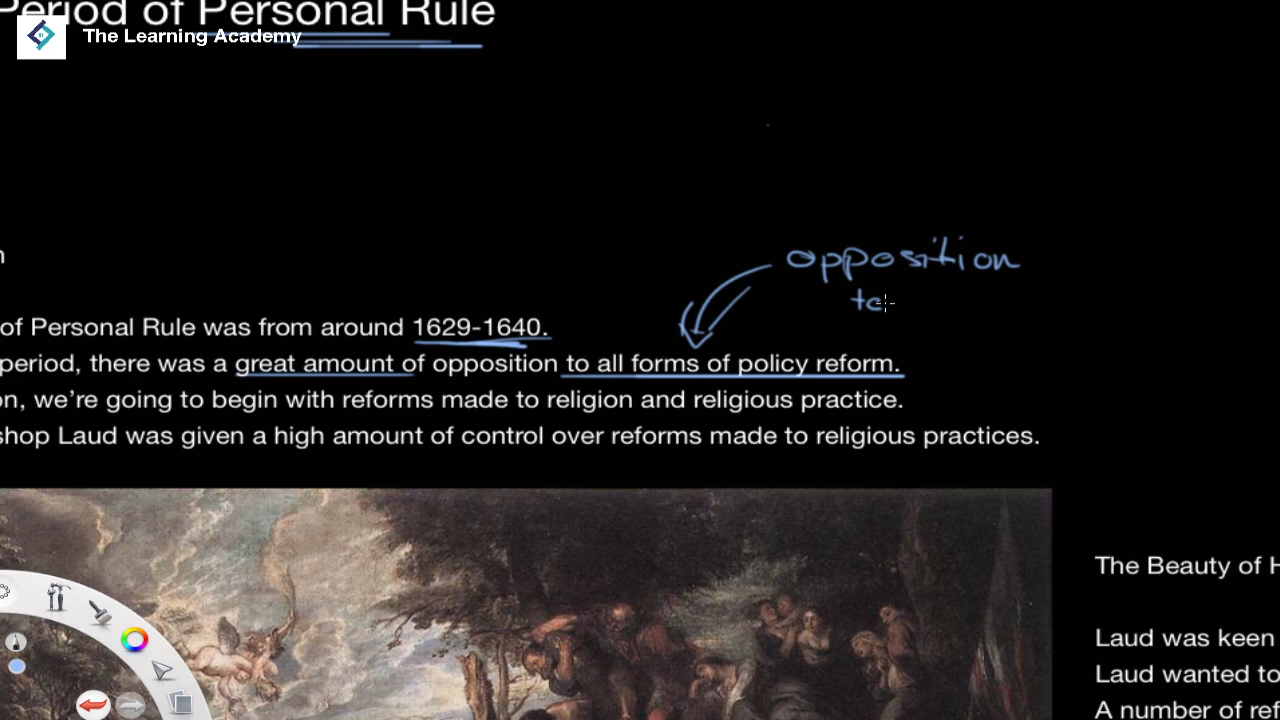 Period of Personal Rule
The Learning Academy
opposition
to
of Personal Rule was from around 1629-1640.
period, there was a great amount of opposition to all forms of policy reform.
on, we're going to begin with reforms made to religion and religious practice.
shop Laud was given a high amount of control over reforms made to religious practices.
The Beauty of H
Laud was keen
Laud wanted to
A number of ref